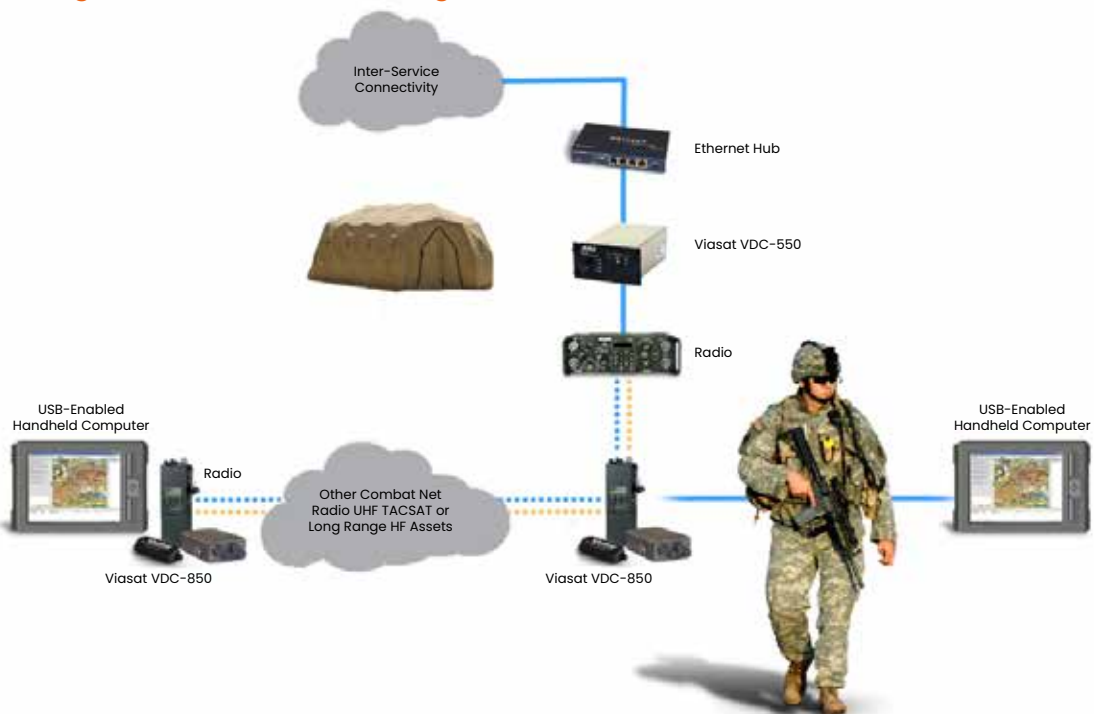 Inter-Service
Connectivity
Ethernet Hub
Viasat VDC-550
Radio
USB-Enabled
Handheld Computer
Radio
Other Combat Net
Radio UHF TACSAT or
Long Range HF Assets
Viasat VDC-850
Viasat VDC-850
USB-Enabled
Handheld Computer